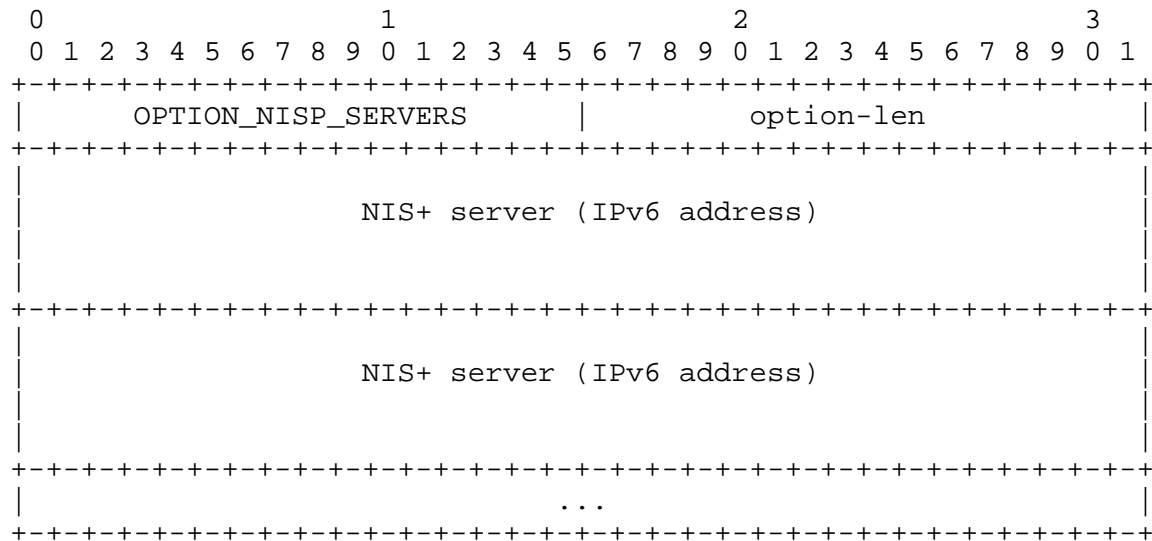 0                   1                   2                   3
 0 1 2 3 4 5 6 7 8 9 0 1 2 3 4 5 6 7 8 9 0 1 2 3 4 5 6 7 8 9 0 1
+-+-+-+-+-+-+-+-+-+-+-+-+-+-+-+-+-+-+-+-+-+-+-+-+-+-+-+-+-+-+-+-+
|      OPTION_NISP_SERVERS      |         option-len            |
+-+-+-+-+-+-+-+-+-+-+-+-+-+-+-+-+-+-+-+-+-+-+-+-+-+-+-+-+-+-+-+-+
|                                                               |
|                   NIS+ server (IPv6 address)                  |
|                                                               |
|                                                               |
+-+-+-+-+-+-+-+-+-+-+-+-+-+-+-+-+-+-+-+-+-+-+-+-+-+-+-+-+-+-+-+-+
|                                                               |
|                   NIS+ server (IPv6 address)                  |
|                                                               |
|                                                               |
+-+-+-+-+-+-+-+-+-+-+-+-+-+-+-+-+-+-+-+-+-+-+-+-+-+-+-+-+-+-+-+-+
|                              ...                              |
+-+-+-+-+-+-+-+-+-+-+-+-+-+-+-+-+-+-+-+-+-+-+-+-+-+-+-+-+-+-+-+-+